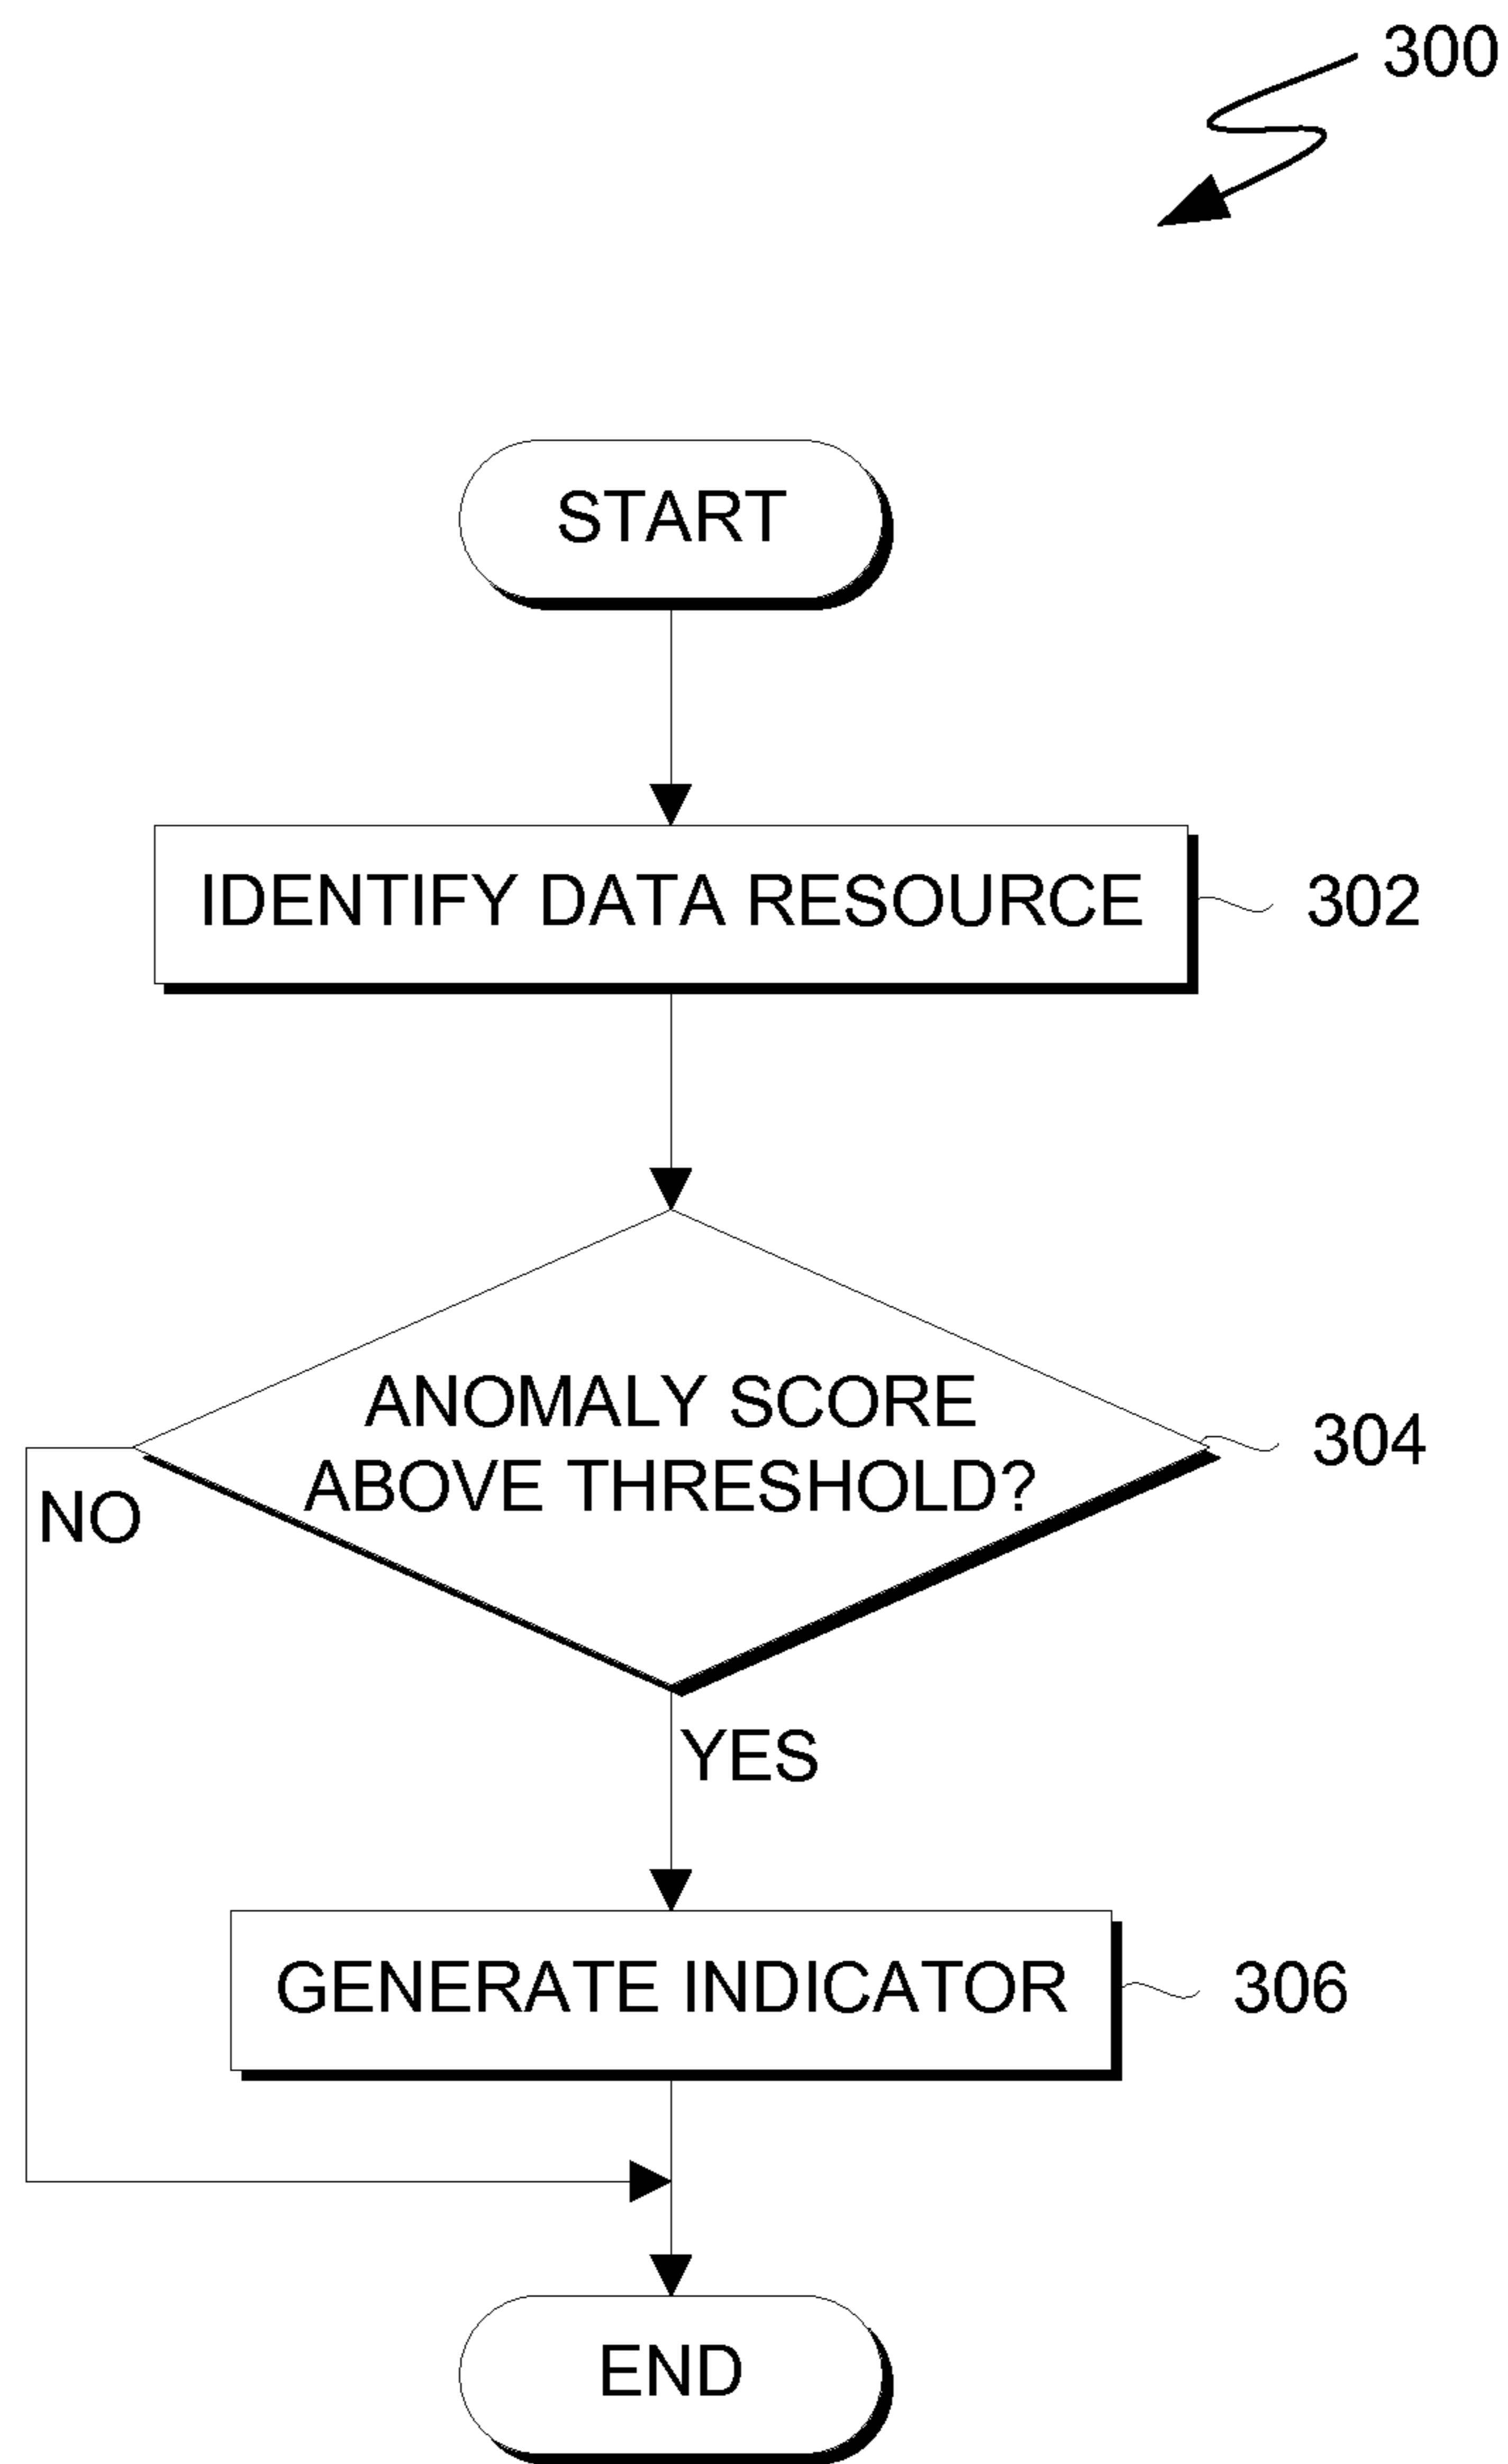 300
START
IDENTIFY DATA RESOURCE
302
ANOMALY SCORE
ABOVE THRESHOLD?
304
NO
YES
GENERATE INDICATOR
306
END